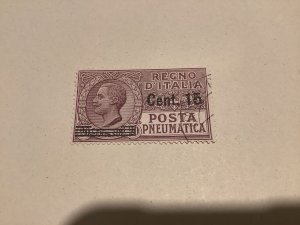 REGNO
D'ITALIA
Cent. 15
POSTA
PNEUMATICA